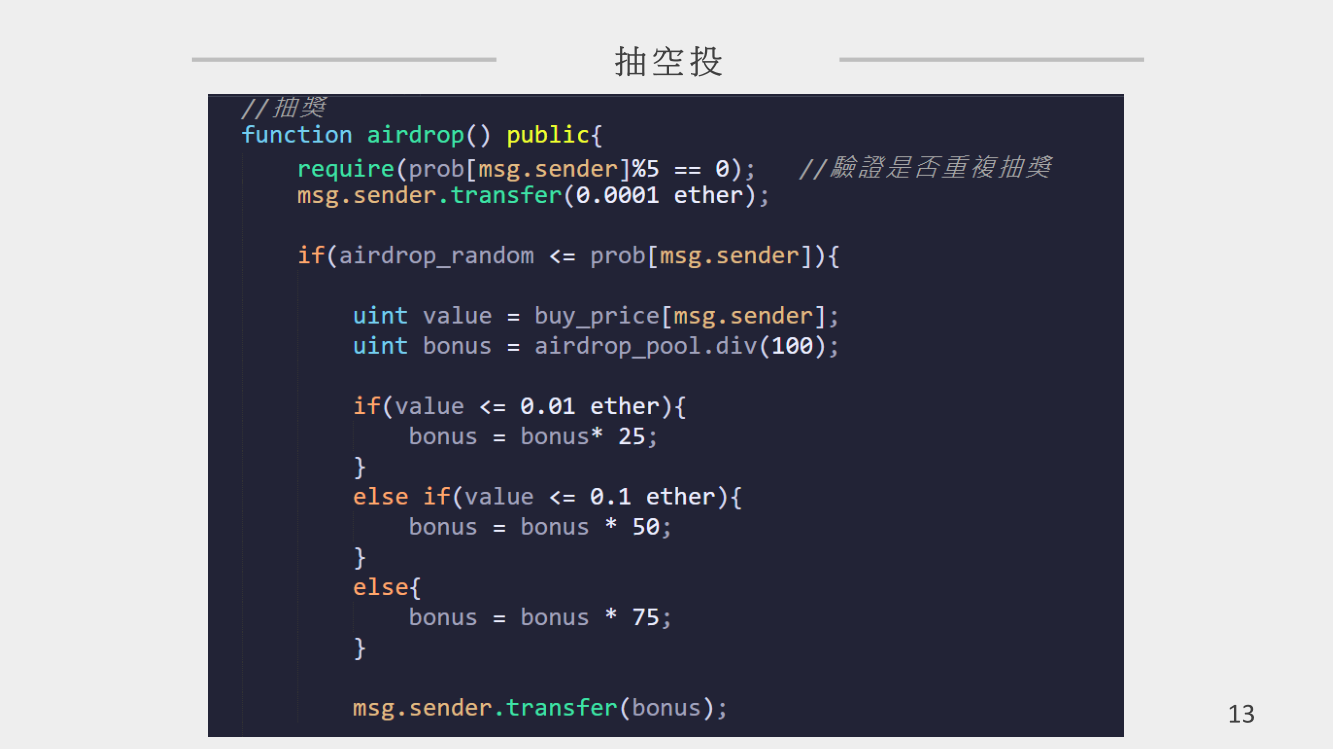 抽空投
//抽獎
function airdrop() public{
require(prob[msg.sender]%5 == 0); //驗證是否重複抽獎
msg.sender.transfer(0.0001 ether);
if(airdrop_random <= prob[msg.sender]){
uint value = buy_price[msg.sender];
uint bonus = airdrop_pool.div(100);
if(value <= 0.01 ether){
bonus = bonus* 25;
}
else if(value <= 0.1 ether){
bonus = bonus * 50;
}
else{
bonus = bonus * 75;
}
msg.sender.transfer(bonus);
13